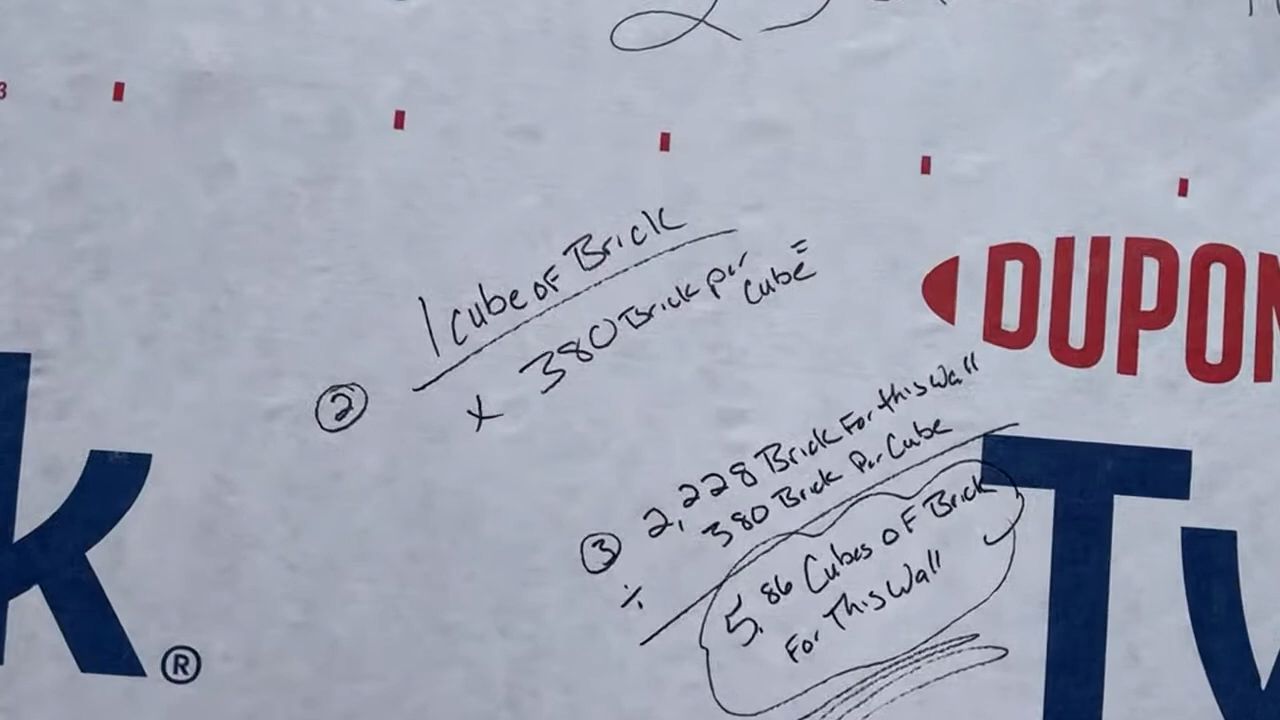 1 cube of Brick
x 380 Brick per
cube =
②
DUPON
③ 2,228 Brick For this wall
÷ 380 Brick Per Cube
5.86 Cubes of Brick
For This Wall
k®
Ty